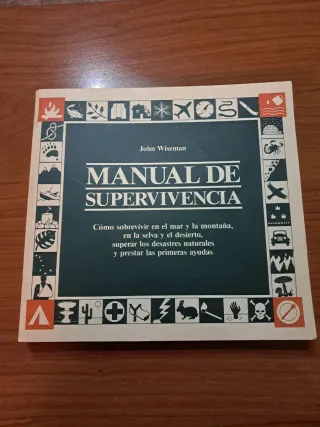 John Wiseman
MANUAL DE
SUPERVIVENCIA
Cómo sobrevivir en el mar y la montaña,
en la selva y el desierto,
superar los desastres naturales
y prestar las primeras ayudas